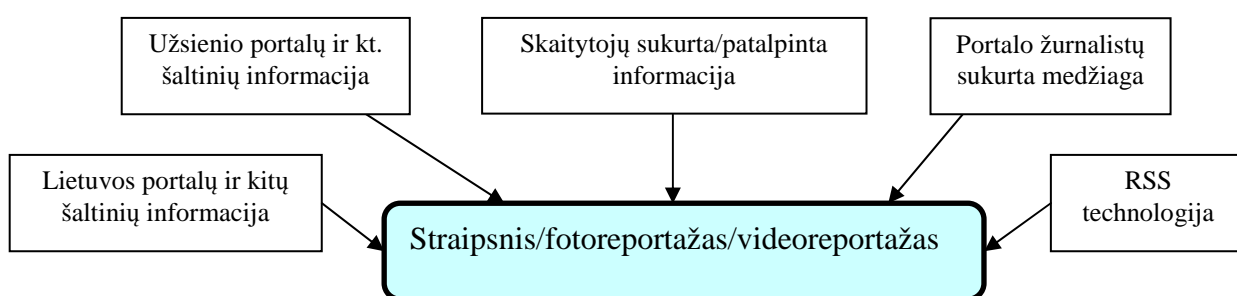 Užsienio portalų ir kt.
šaltinių informacija
Skaitytojų sukurta/patalpinta
informacija
Portalo žurnalistų
sukurta medžiaga
Lietuvos portalų ir kitų
šaltinių informacija
RSS
technologija
Straipsnis/fotoreportažas/videoreportažas